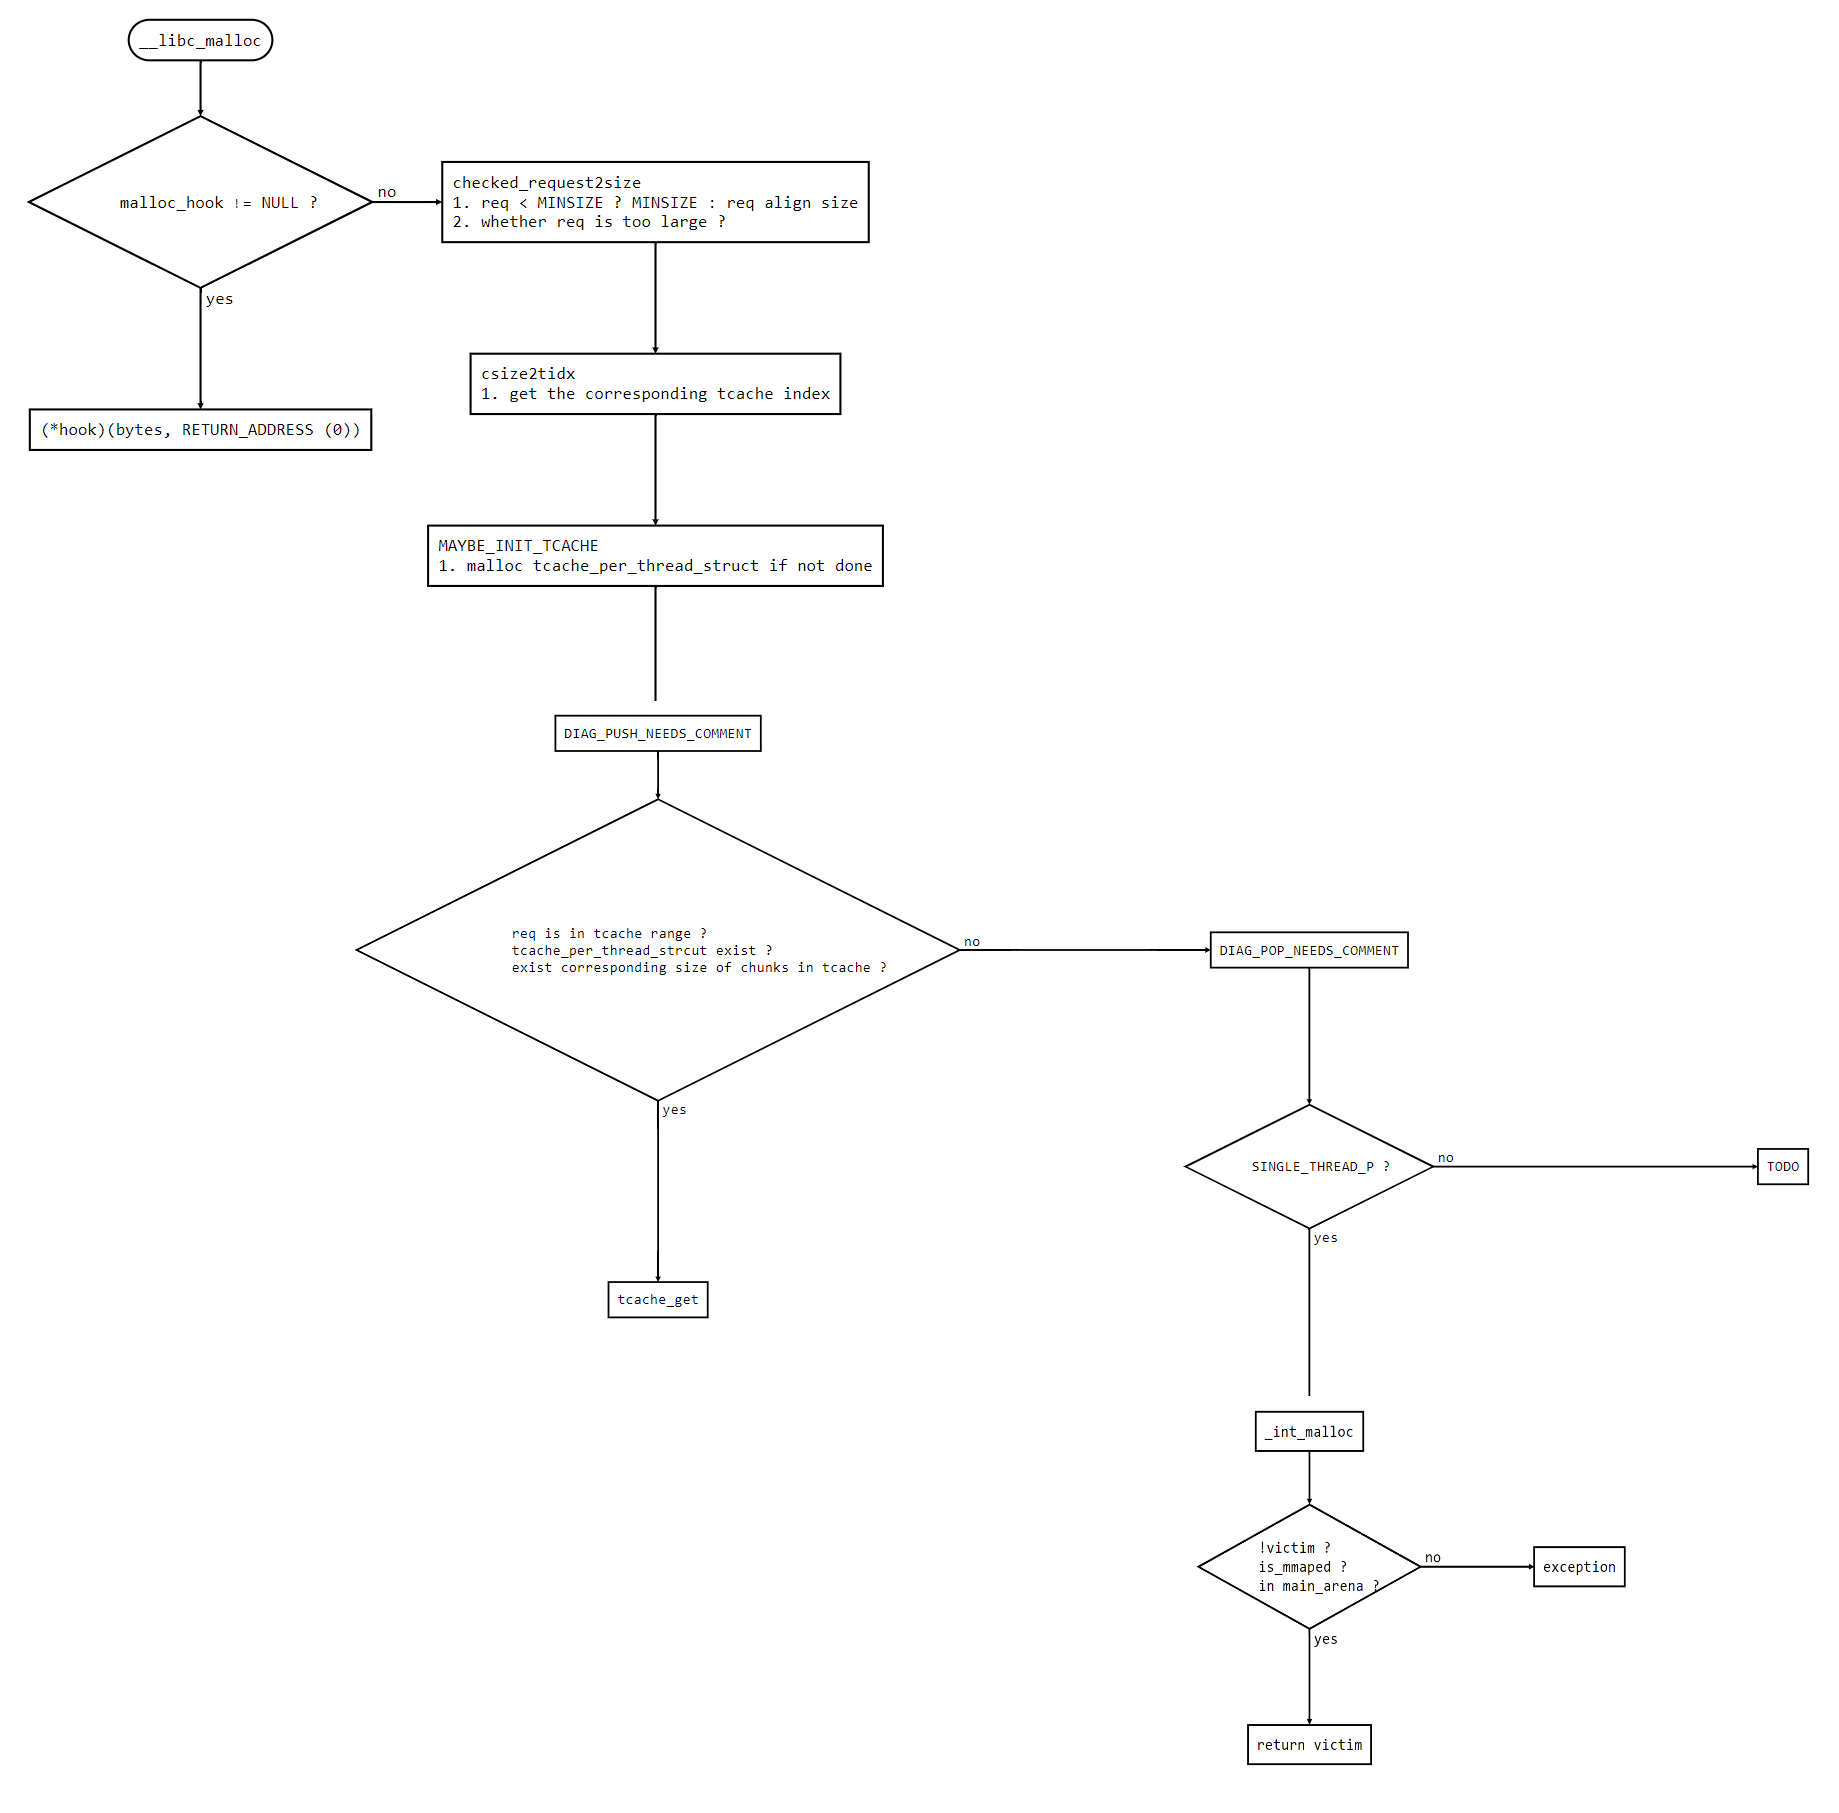 __libc_malloc
malloc_hook != NULL ?
no
checked_request2size
1. req < MINSIZE ? MINSIZE : req align size
2. whether req is too large ?
yes
(*hook)(bytes, RETURN_ADDRESS (0))
csize2tidx
1. get the corresponding tcache index
MAYBE_INIT_TCACHE
1. malloc tcache_per_thread_struct if not done
DIAG_PUSH_NEEDS_COMMENT
req is in tcache range ?
tcache_per_thread_strcut exist ?
exist corresponding size of chunks in tcache ?
no
DIAG_POP_NEEDS_COMMENT
yes
tcache_get
SINGLE_THREAD_P ?
no
TODO
yes
_int_malloc
!victim ?
is_mmaped ?
in main_arena ?
no
exception
yes
return victim